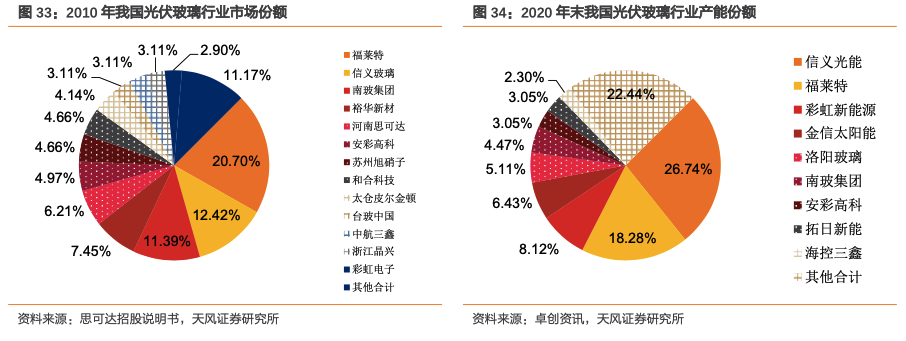 图 33：2010 年我国光伏玻璃行业市场份额
3.11%
2.90%
3.11%
11.17%
3.11%
4.14%
4.66%
4.66%
4.97%
6.21%
7.45%
11.39%
12.42%
20.70%
福莱特
信义玻璃
南玻集团
裕华新材
河南思可达
安彩高科
苏州旭硝子
和合科技
太仓皮尔金顿
台玻中国
中航三鑫
浙江晶兴
彩虹电子
其他合计
资料来源：思可达招股说明书，天风证券研究所
图 34：2020 年末我国光伏玻璃行业产能份额
2.30%
22.44%
3.05%
3.05%
4.47%
5.11%
6.43%
8.12%
18.28%
26.74%
信义光能
福莱特
彩虹新能源
金信太阳能
洛阳玻璃
南玻集团
安彩高科
拓日新能
海控三鑫
其他合计
资料来源：卓创资讯，天风证券研究所